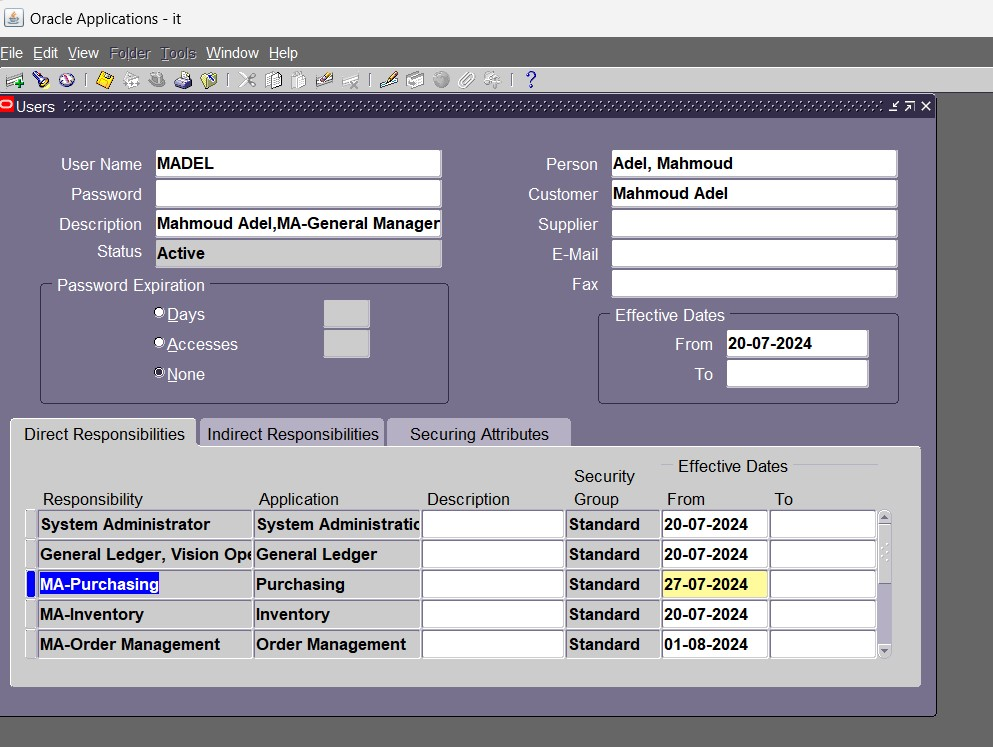 Oracle Applications - it
File Edit View Folder Tools Window Help
?
Users
User Name MADEL
Password
Description Mahmoud Adel,MA-General Manager
Status Active
Person Adel, Mahmoud
Customer Mahmoud Adel
Supplier
E-Mail
Fax
Password Expiration
Days
Accesses
None
Effective Dates
From 20-07-2024
To
Direct Responsibilities Indirect Responsibilities Securing Attributes
Effective Dates
Security
Responsibility Application Description Group From To
System Administrator System Administratic Standard 20-07-2024
General Ledger, Vision Ope General Ledger Standard 20-07-2024
MA-Purchasing Purchasing Standard 27-07-2024
MA-Inventory Inventory Standard 20-07-2024
MA-Order Management Order Management Standard 01-08-2024